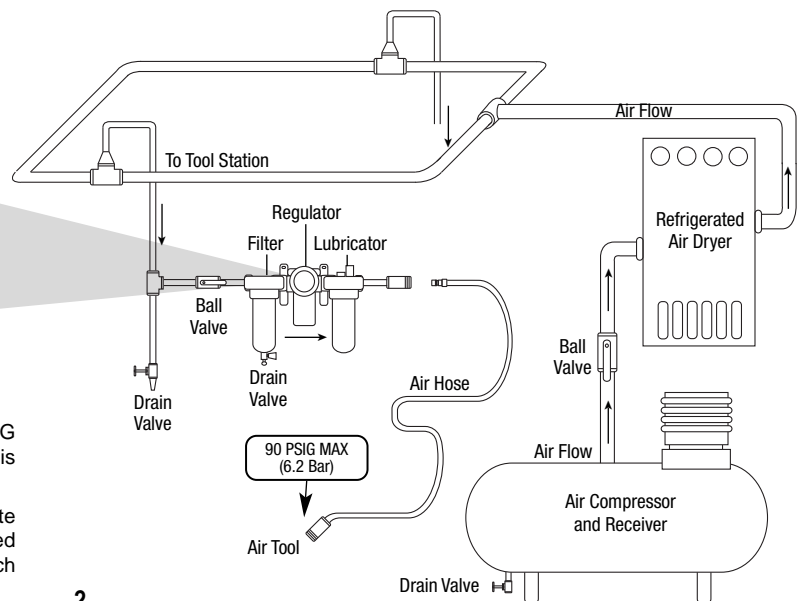 Air Flow
To Tool Station
Refrigerated
Air Dryer
Regulator
Filter
Lubricator
Ball
Valve
Drain
Valve
Drain
Valve
Air Hose
Ball
Valve
90 PSIG MAX
(6.2 Bar)
Air Flow
Air Compressor
and Receiver
Air Tool
Drain Valve
G
is
te
ed
ch
2